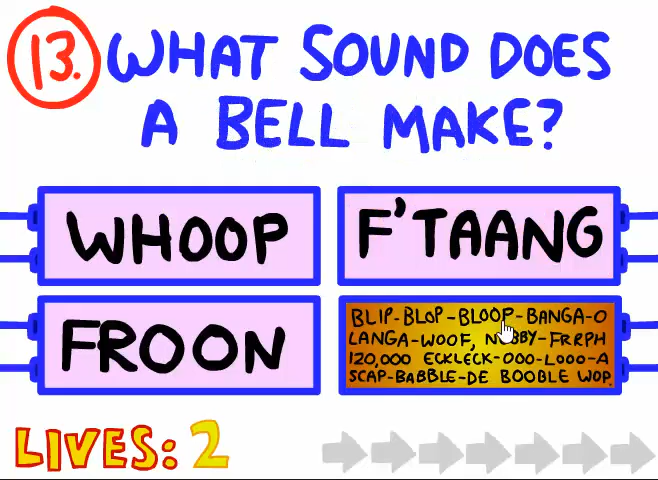 13. WHAT SOUND DOES
A BELL MAKE?
WHOOP
F'TAANG
FROON
BLIP-BLOP-BLOOP-BANGA-O
LANGA-WOOF, NOBBY-FRRPH
120,000 ECKLECK-OOO-LOOO-A
SCAP-BABBLE-DE BOOBLE WOP.
LIVES: 2